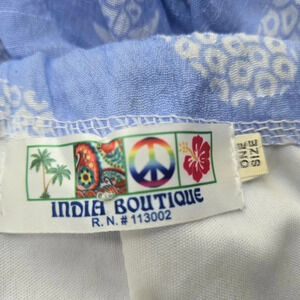 INDIA BOUTIQUE
R. N. # 113002
ONE
SIZE